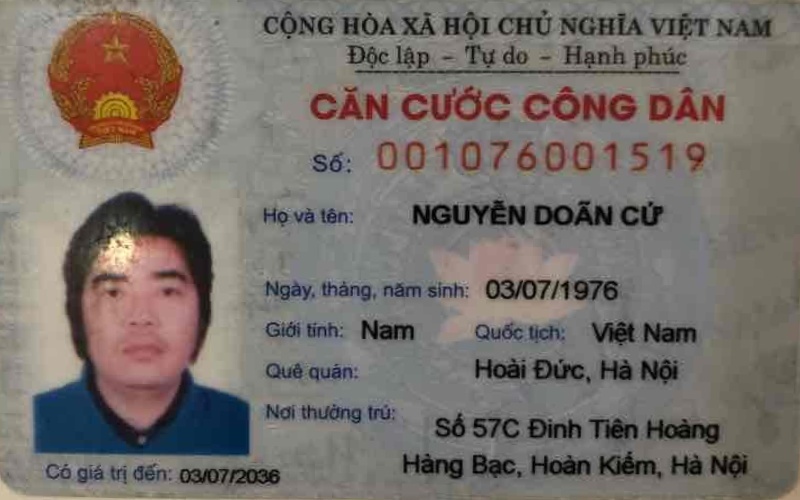 CỘNG HÒA XÃ HỘI CHỦ NGHĨA VIỆT NAM
Độc lập - Tự do - Hạnh phúc
CĂN CƯỚC CÔNG DÂN
Số: 001076001519
Họ và tên: NGUYỄN DOÃN CỨ
Ngày, tháng, năm sinh: 03/07/1976
Giới tính: Nam Quốc tịch: Việt Nam
Quê quán: Hoài Đức, Hà Nội
Nơi thường trú: Số 57C Đinh Tiên Hoàng
Hàng Bạc, Hoàn Kiếm, Hà Nội
Có giá trị đến: 03/07/2036